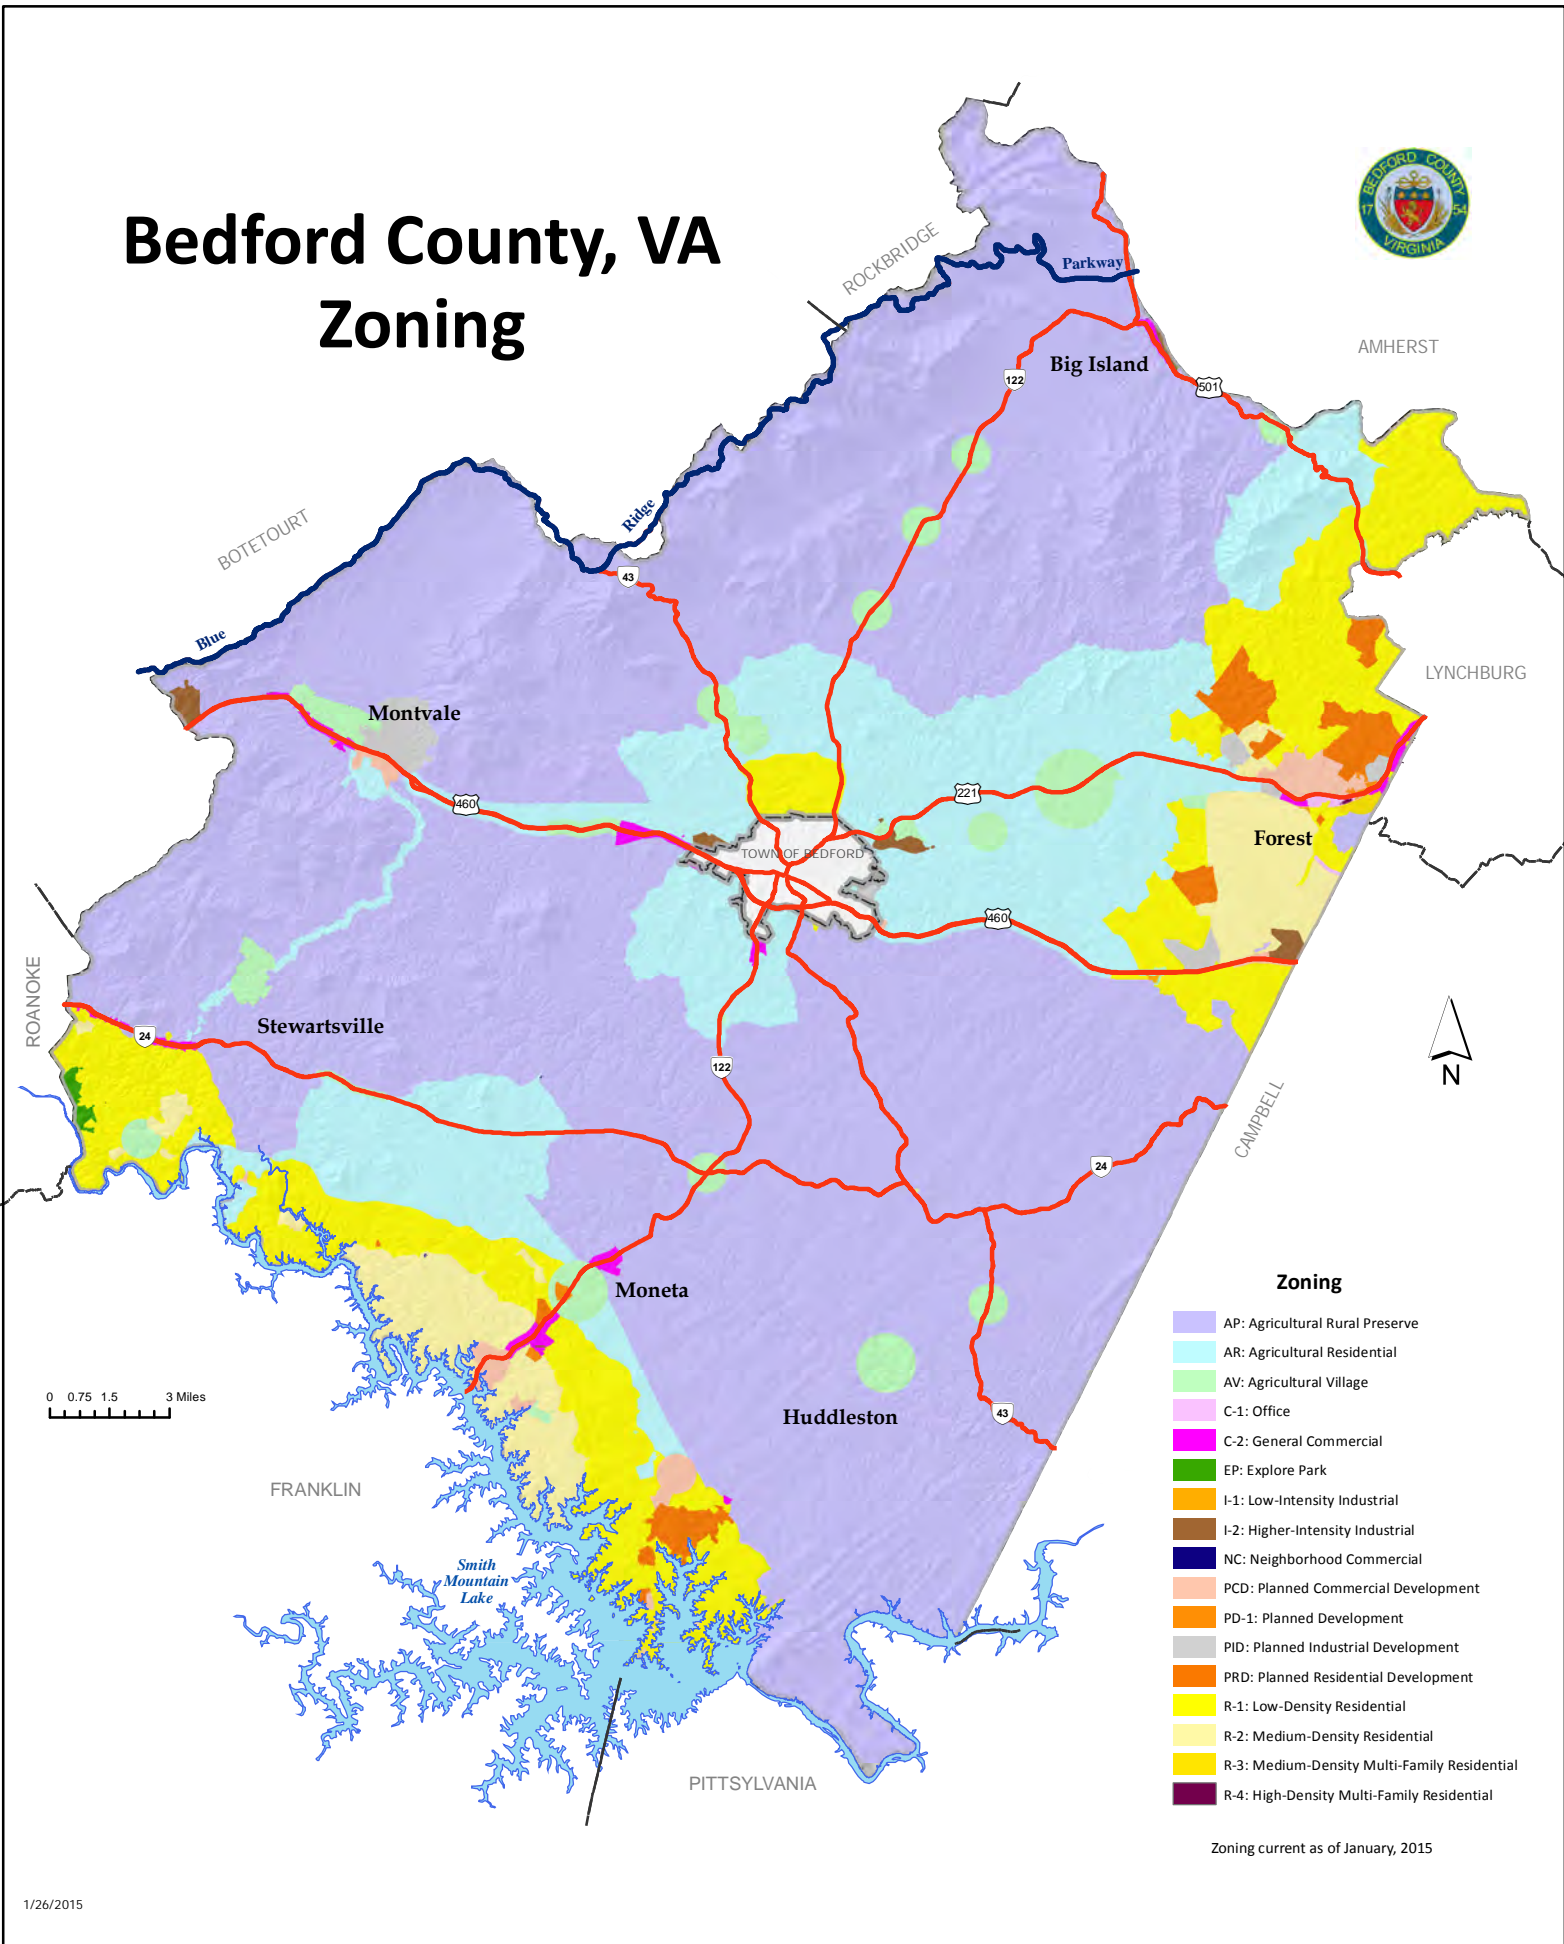 Bedford County, VA
Zoning
BEDFORD COUNTY
17 54
VIRGINIA
ROCKBRIDGE
Parkway
AMHERST
Big Island
122
501
BOTETOURT
Ridge
43
Blue
LYNCHBURG
Montvale
460
221
Forest
TOWN OF BEDFORD
460
ROANOKE
Stewartsville
24
122
N
CAMPBELL
24
Moneta
Huddleston
43
0 0.75 1.5 3 Miles
FRANKLIN
Smith
Mountain
Lake
PITTSYLVANIA
Zoning
AP: Agricultural Rural Preserve
AR: Agricultural Residential
AV: Agricultural Village
C-1: Office
C-2: General Commercial
EP: Explore Park
I-1: Low-Intensity Industrial
I-2: Higher-Intensity Industrial
NC: Neighborhood Commercial
PCD: Planned Commercial Development
PD-1: Planned Development
PID: Planned Industrial Development
PRD: Planned Residential Development
R-1: Low-Density Residential
R-2: Medium-Density Residential
R-3: Medium-Density Multi-Family Residential
R-4: High-Density Multi-Family Residential
Zoning current as of January, 2015
1/26/2015